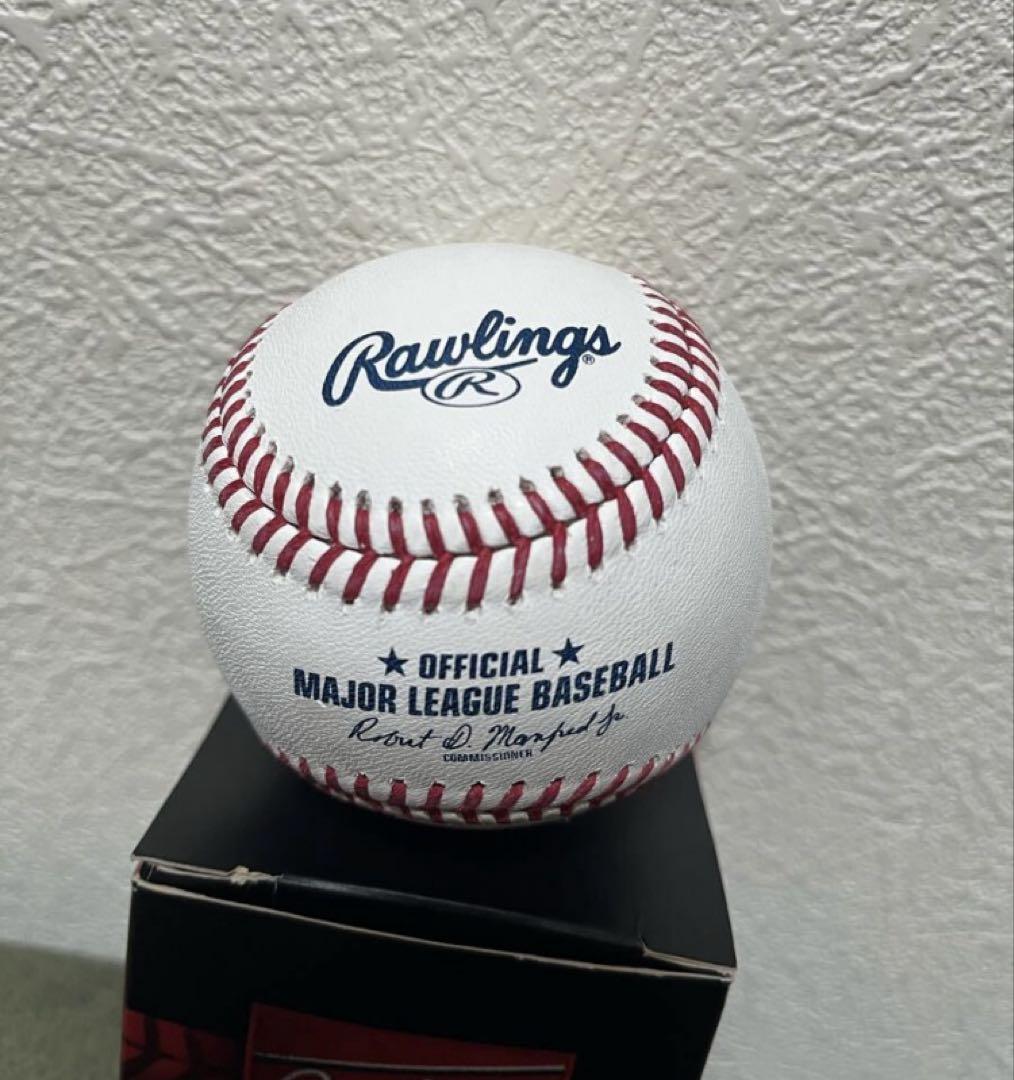 Rawlings®
R
★ OFFICIAL ★
MAJOR LEAGUE BASEBALL
Robert D. Manfred Jr.
COMMISSIONER